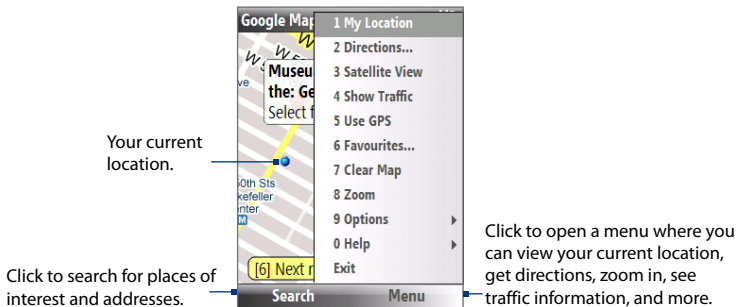 Google Map
W
W 5
Museu
the: Ge
Select f
ve
50th Sts
kefeller
enter
M
[6] Next r
1 My Location
2 Directions...
3 Satellite View
4 Show Traffic
5 Use GPS
6 Favourites...
7 Clear Map
8 Zoom
9 Options
0 Help
Exit
Search
Menu
Your current
location.
Click to search for places of
interest and addresses.
Click to open a menu where you
can view your current location,
get directions, zoom in, see
traffic information, and more.